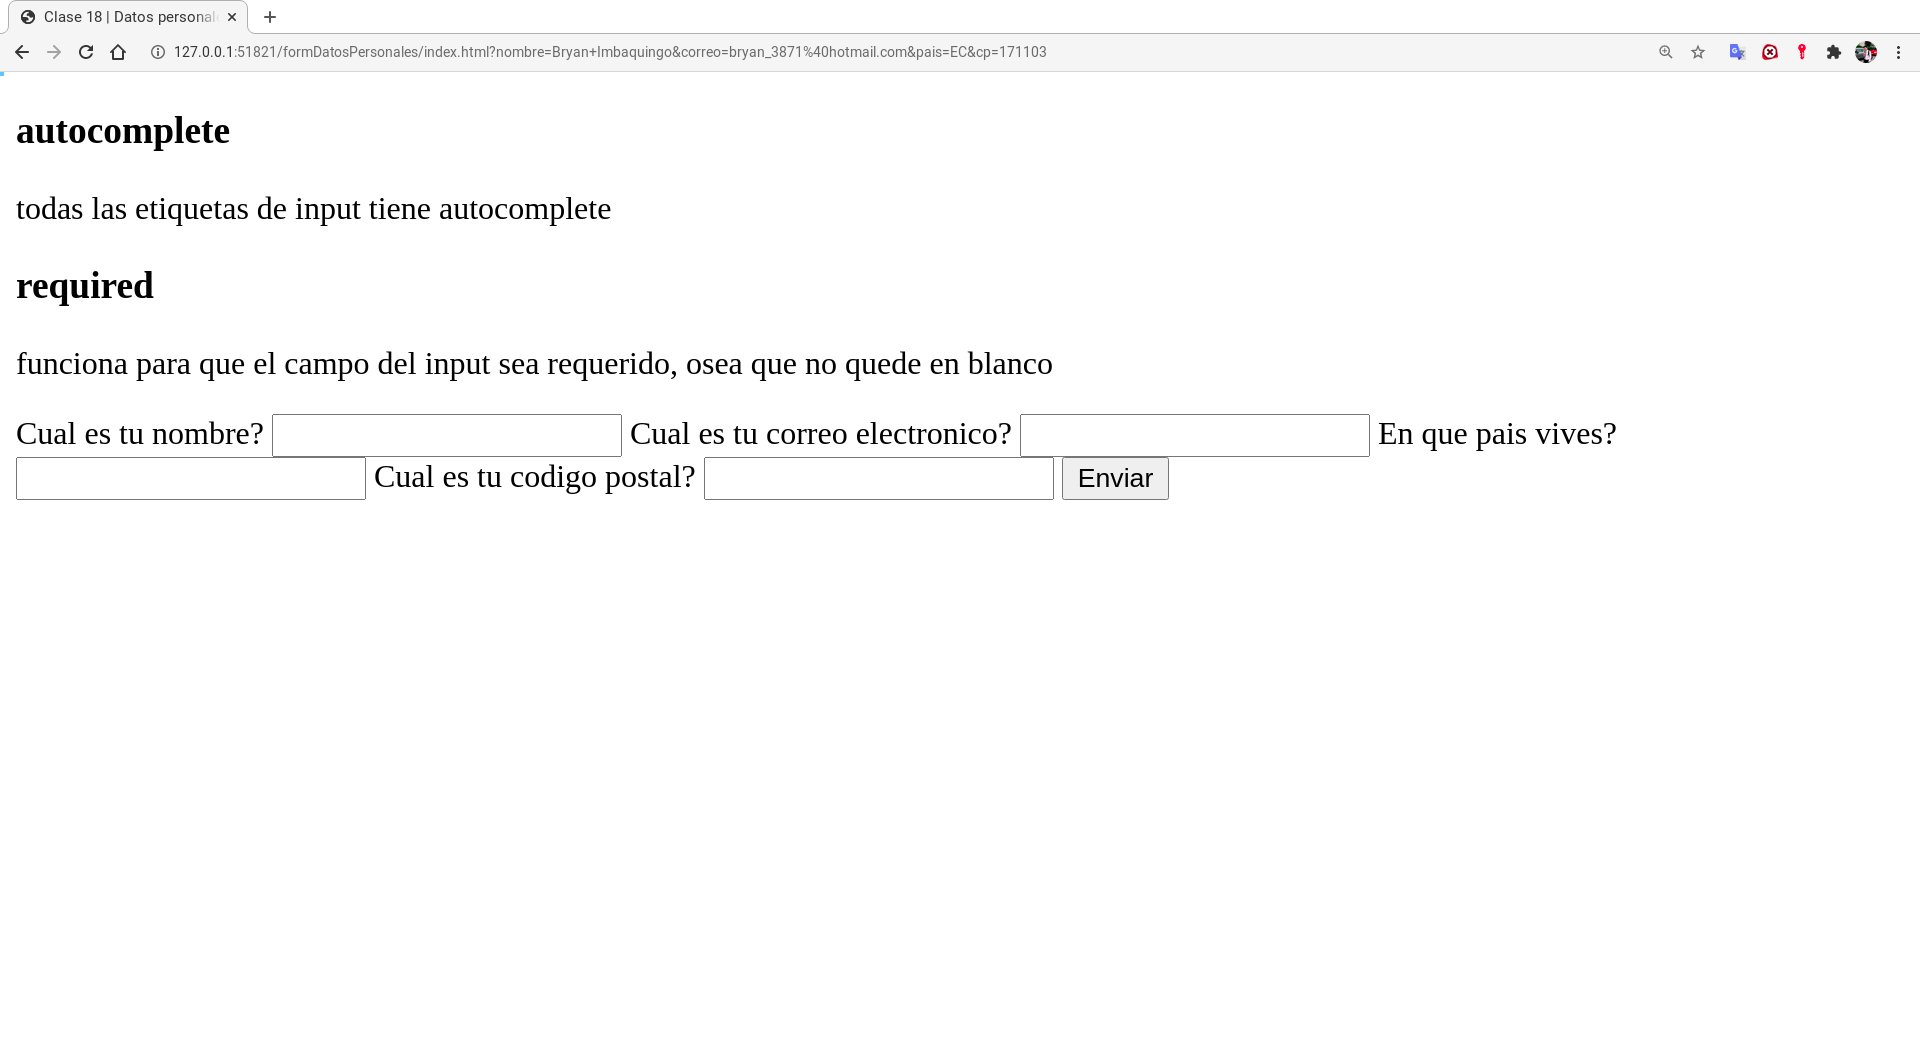 Clase 18 | Datos personal
127.0.0.1:51821/formDatosPersonales/index.html?nombre=Bryan+Imbaquingo&correo=bryan_3871%40hotmail.com&pais=EC&cp=171103
autocomplete
todas las etiquetas de input tiene autocomplete
required
funciona para que el campo del input sea requerido, osea que no quede en blanco
Cual es tu nombre? Cual es tu correo electronico? En que pais vives?
Cual es tu codigo postal? Enviar